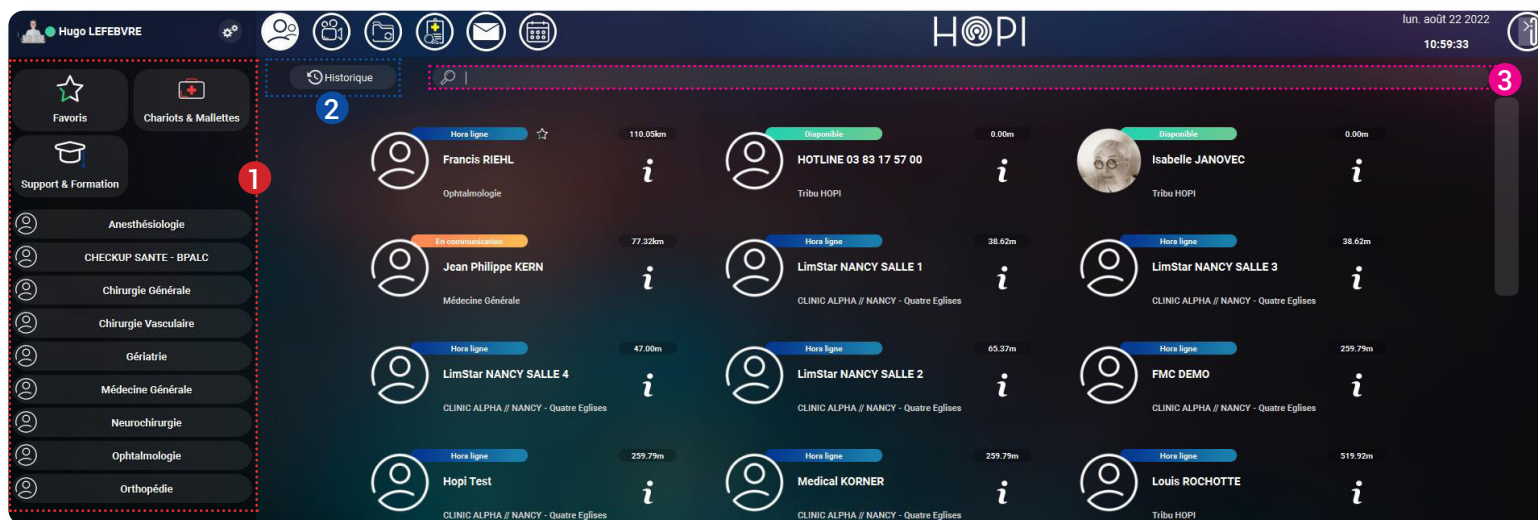 Hugo LEFEBVRE
HOPI
lun. août 22 2022
10:59:33
Favoris
Chariots & Mallettes
Support & Formation
1
Anesthésiologie
CHECKUP SANTE - BPALC
Chirurgie Générale
Chirurgie Vasculaire
Gériatrie
Médecine Générale
Neurochirurgie
Ophtalmologie
Orthopédie
Historique
2
3
Hors ligne
110.05km
Francis RIEHL
i
Ophtalmologie
Disponible
0.00m
HOTLINE 03 83 17 57 00
i
Tribu HOPI
Disponible
0.00m
Isabelle JANOVEC
i
Tribu HOPI
En communication
77.32km
Jean Philippe KERN
i
Médecine Générale
Hors ligne
38.62m
LimStar NANCY SALLE 1
i
CLINIC ALPHA // NANCY - Quatre Eglises
Hors ligne
38.62m
LimStar NANCY SALLE 3
i
CLINIC ALPHA // NANCY - Quatre Eglises
Hors ligne
47.00m
LimStar NANCY SALLE 4
i
CLINIC ALPHA // NANCY - Quatre Eglises
Hors ligne
65.37m
LimStar NANCY SALLE 2
i
CLINIC ALPHA // NANCY - Quatre Eglises
Hors ligne
259.79m
FMC DEMO
i
CLINIC ALPHA // NANCY - Quatre Eglises
Hors ligne
259.79m
Hopi Test
i
CLINIC ALPHA // NANCY - Quatre Eglises
Hors ligne
259.79m
Medical KORNER
i
CLINIC ALPHA // NANCY - Quatre Eglises
Hors ligne
519.92m
Louis ROCHOTTE
i
Tribu HOPI